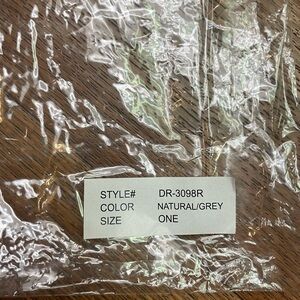 STYLE# DR-3098R
COLOR NATURAL/GREY
SIZE ONE